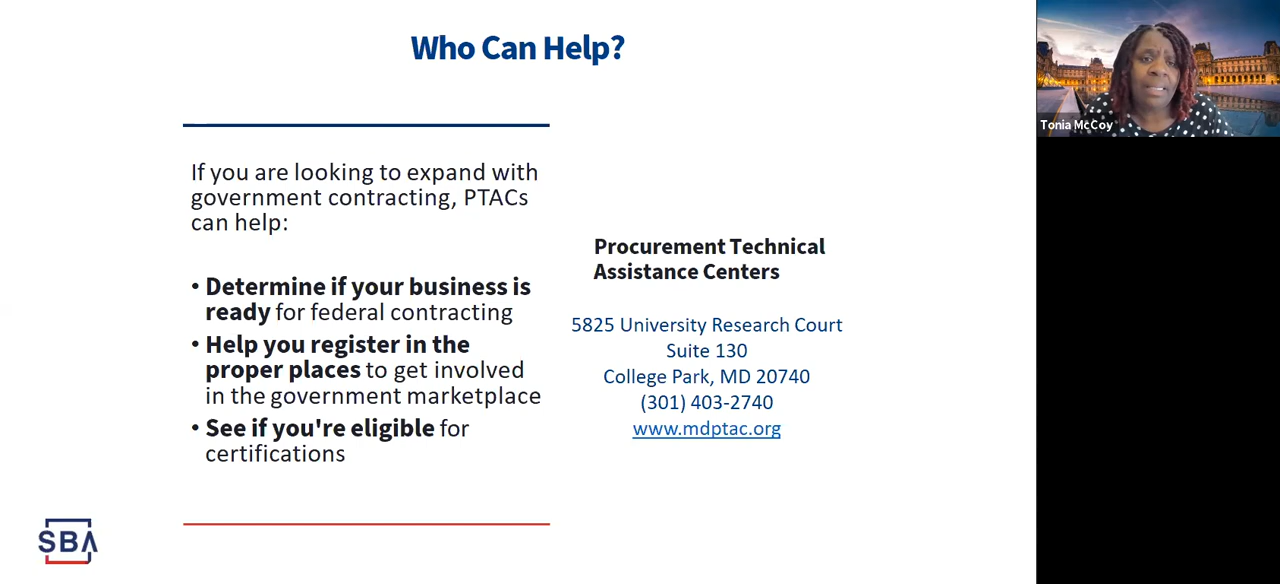 Who Can Help?
If you are looking to expand with
government contracting, PTACs
can help:
• Determine if your business is
ready for federal contracting
• Help you register in the
proper places to get involved
in the government marketplace
• See if you're eligible for
certifications
Procurement Technical
Assistance Centers
5825 University Research Court
Suite 130
College Park, MD 20740
(301) 403-2740
www.mdptac.org
SBA
Tonia McCoy